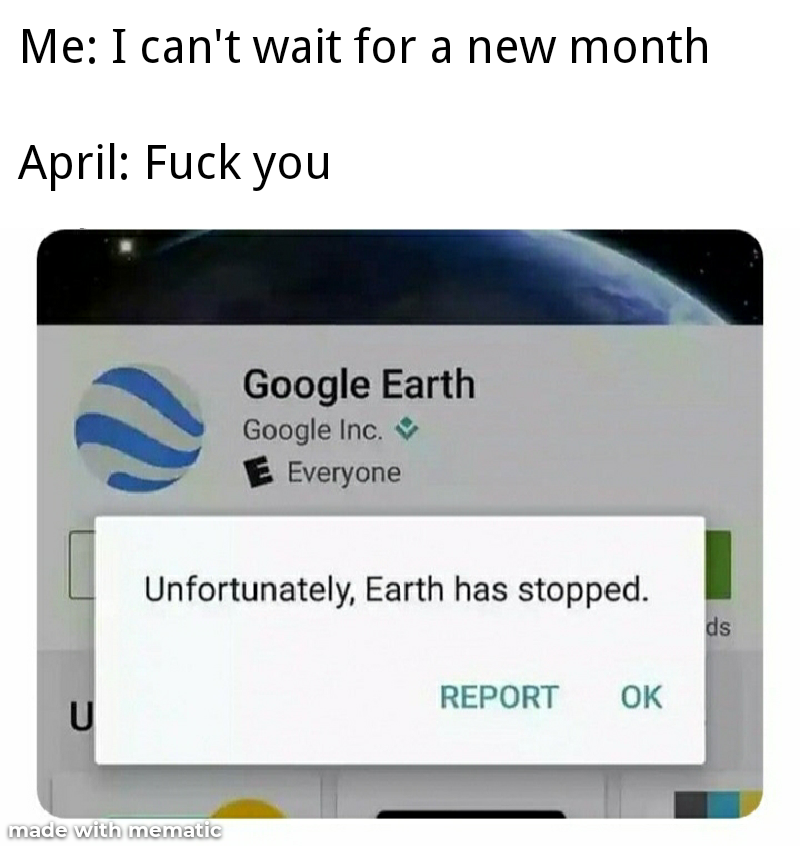 Me: I can't wait for a new month
April: Fuck you
Google Earth
Google Inc.
E Everyone
Unfortunately, Earth has stopped.
ds
REPORT OK
U
made with mematic